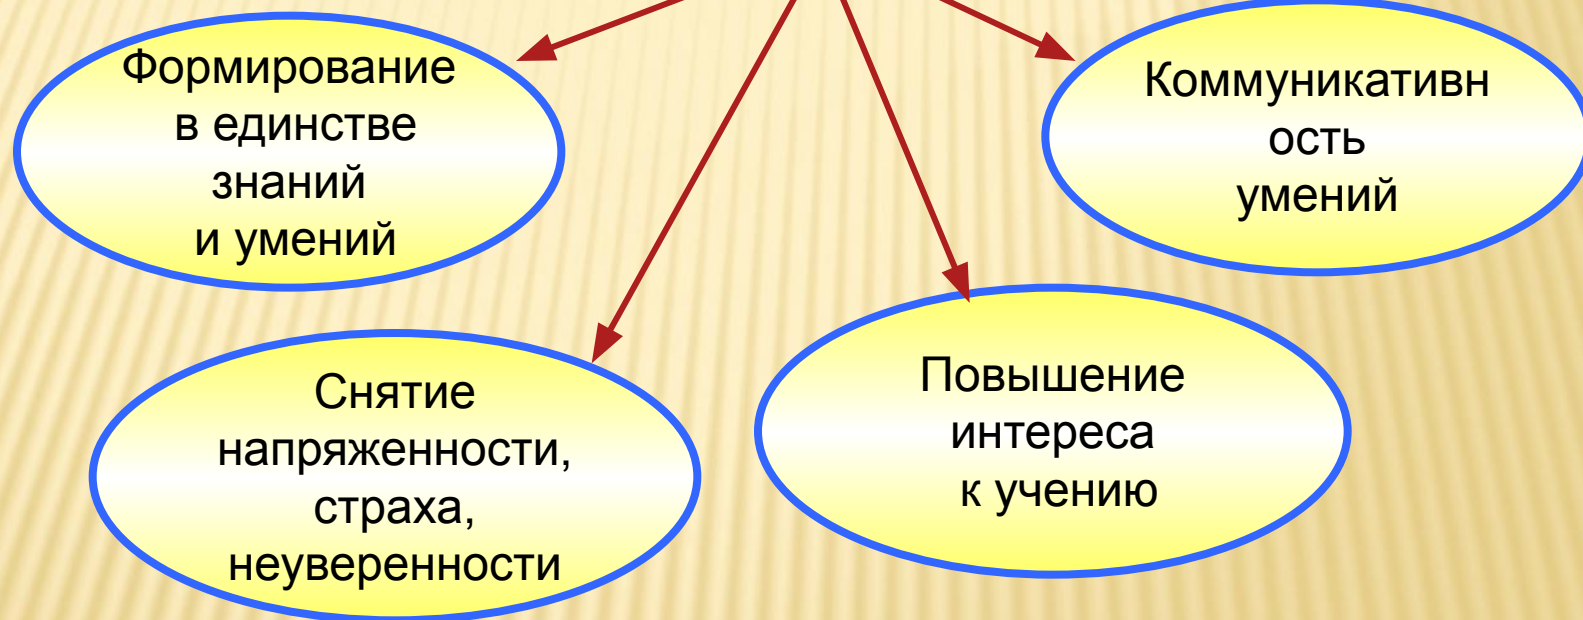 Формирование
в единстве
знаний
и умений
Коммуникативн
ость
умений
Снятие
напряженности,
страха,
неуверенности
Повышение
интереса
к учению